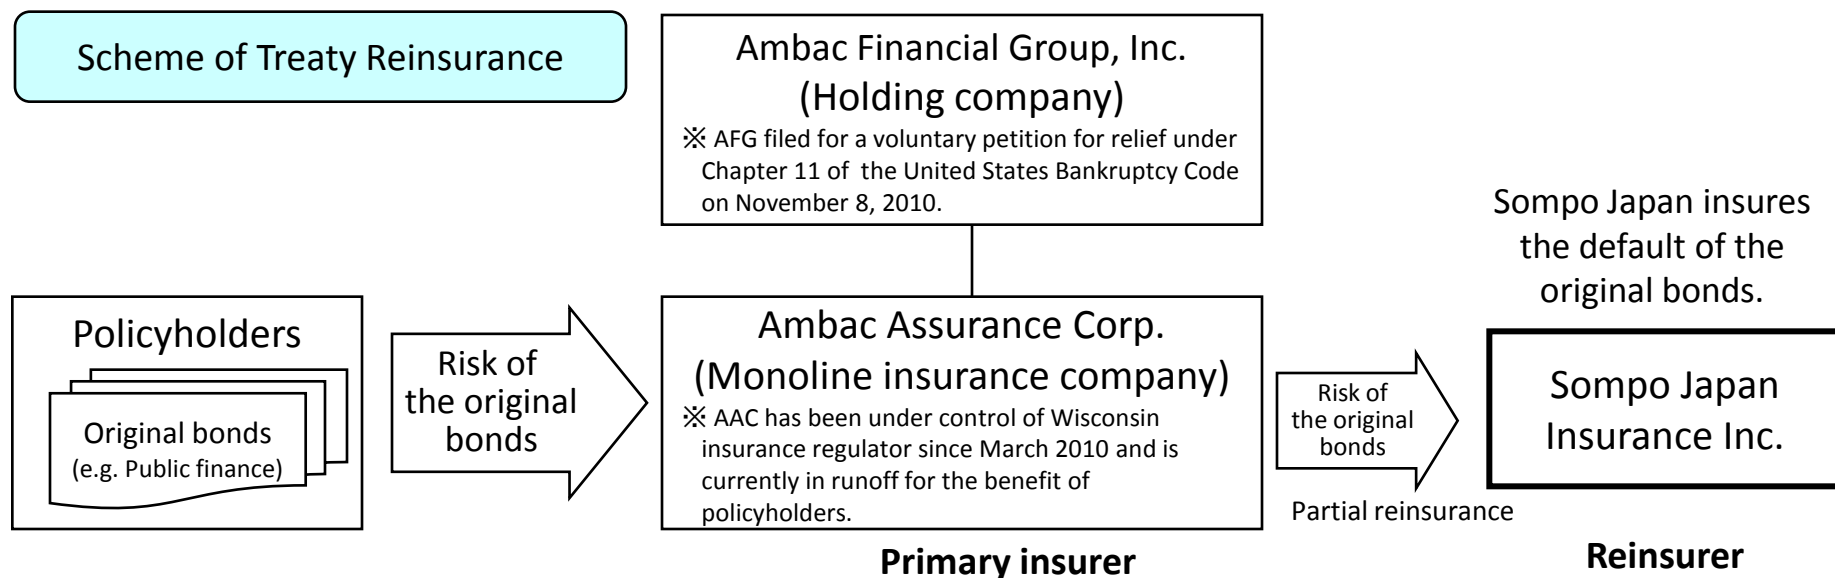 Scheme of Treaty Reinsurance
Ambac Financial Group, Inc.
(Holding company)
※ AFG filed for a voluntary petition for relief under
Chapter 11 of the United States Bankruptcy Code
on November 8, 2010.
Sompo Japan insures
the default of the
original bonds.
Policyholders
Original bonds
(e.g. Public finance)
Risk of
the original
bonds
Ambac Assurance Corp.
(Monoline insurance company)
※ AAC has been under control of Wisconsin
insurance regulator since March 2010 and is
currently in runoff for the benefit of
policyholders.
Primary insurer
Risk of
the original
bonds
Partial reinsurance
Sompo Japan
Insurance Inc.
Reinsurer